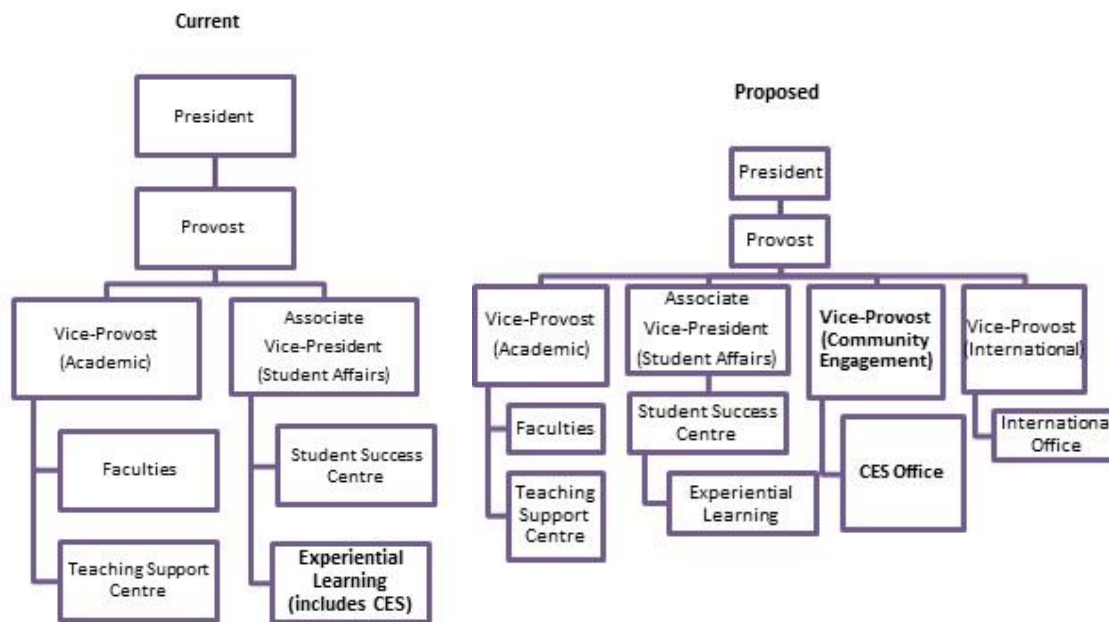 Current
President
Provost
Vice-Provost
(Academic)
Associate
Vice-President
(Student Affairs)
Faculties
Student Success
Centre
Teaching Support
Centre
Experiential
Learning
(includes CES)
Proposed
President
Provost
Vice-Provost
(Academic)
Associate
Vice-President
(Student Affairs)
Vice-Provost
(Community
Engagement)
Vice-Provost
(International)
Faculties
Student Success
Centre
CES Office
International
Office
Teaching
Support
Centre
Experiential
Learning